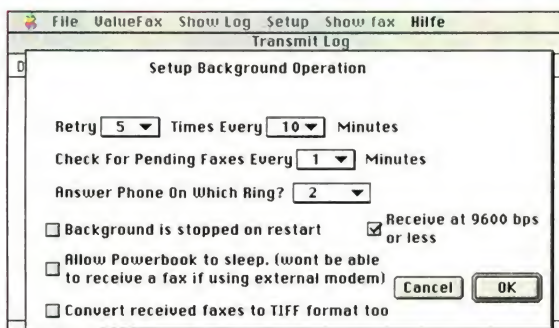 File ValueFax Show Log Setup Show fax Hilfe
Transmit Log
D
Setup Background Operation
Retry 5 Times Every 10 Minutes
Check For Pending Faxes Every 1 Minutes
Answer Phone On Which Ring? 2
Background is stopped on restart
Receive at 9600 bps
or less
Allow Powerbook to sleep. (wont be able
to receive a fax if using external modem)
Cancel OK
Convert received faxes to TIFF format too